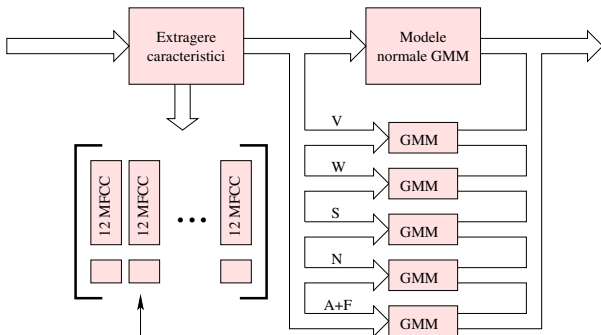 Extragere
caracteristici
Modele
normale GMM
V
GMM
W
GMM
S
GMM
N
GMM
A+F
GMM
12 MFCC
12 MFCC
...
12 MFCC